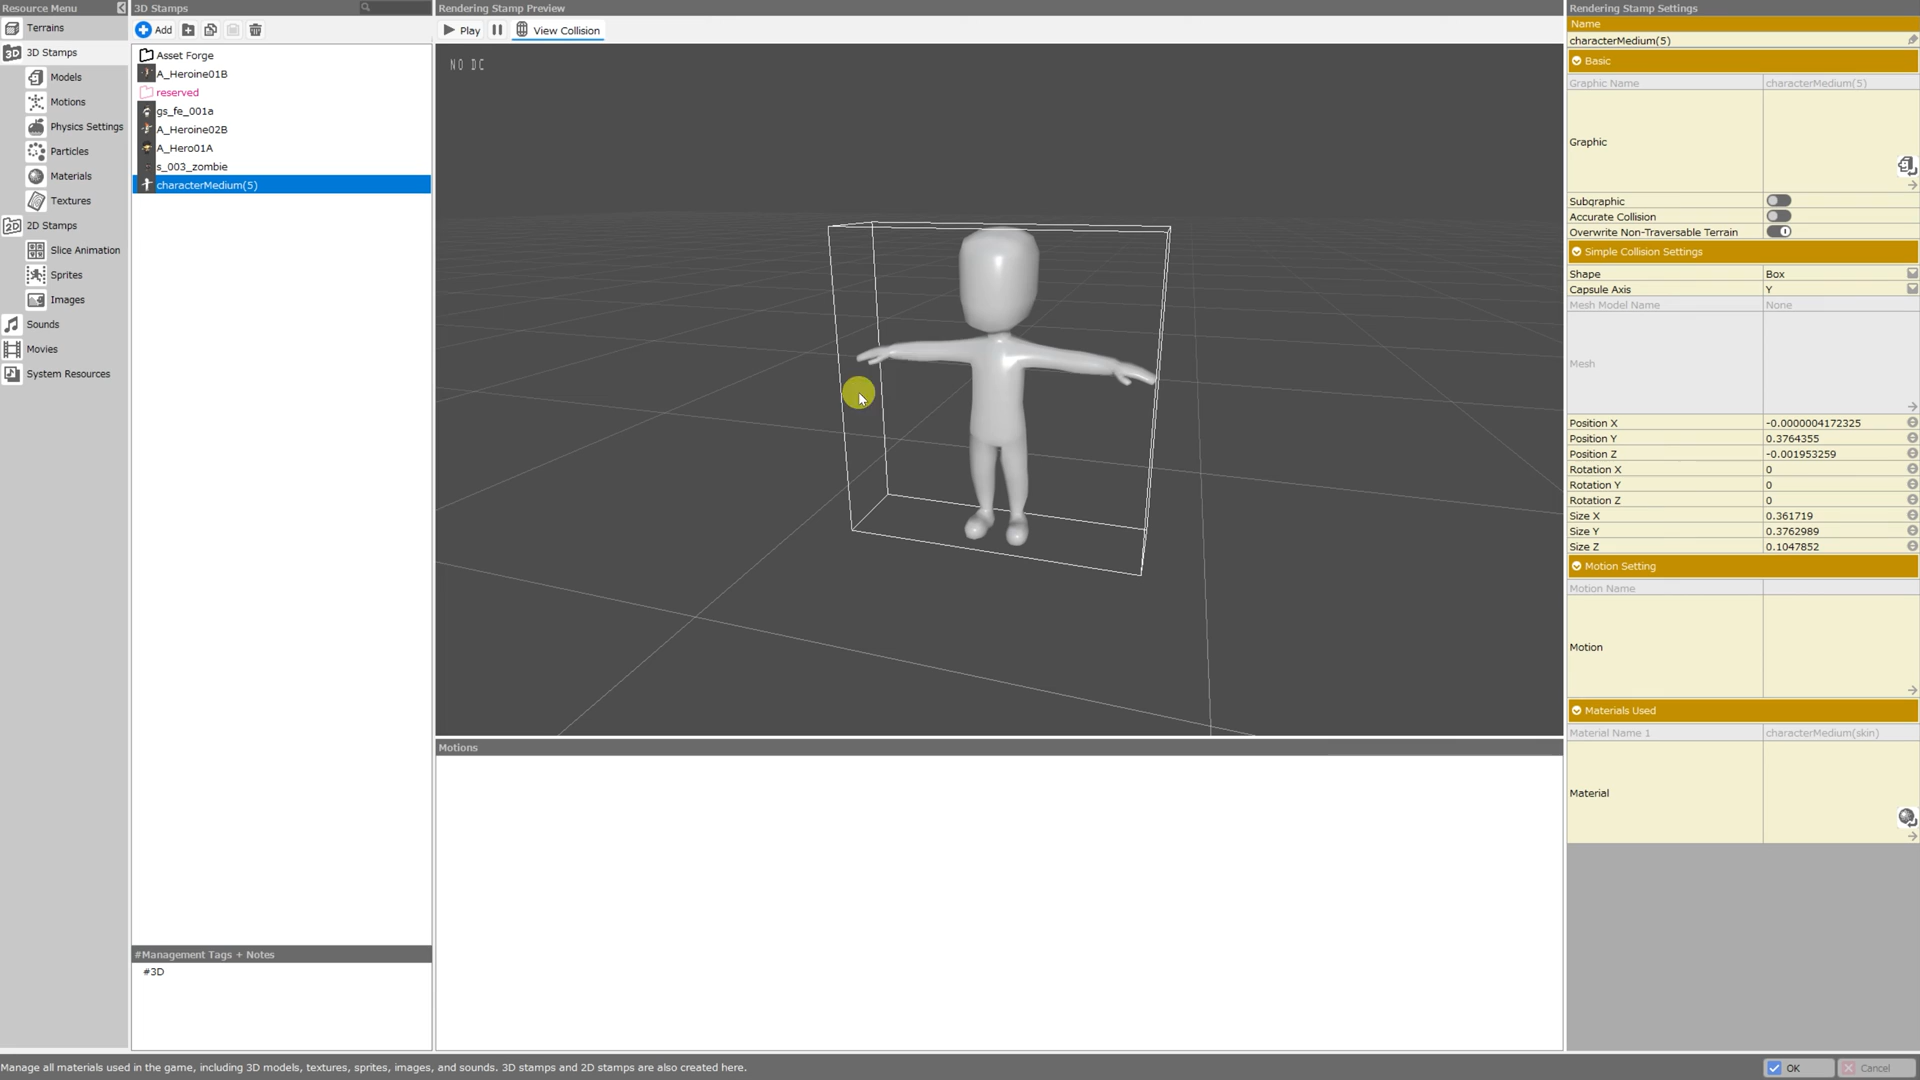 Resource Menu
Terrains
3D Stamps
Models
Motions
Physics Settings
Particles
Materials
Textures
2D Stamps
Slice Animation
Sprites
Images
Sounds
Movies
System Resources
3D Stamps
Add
Asset Forge
A_Heroine01B
reserved
gs_fe_001a
A_Heroine02B
A_Hero01A
s_003_zombie
characterMedium(5)
#Management Tags + Notes
#3D
Rendering Stamp Preview
Play
View Collision
NO DC
Motions
Rendering Stamp Settings
Name
characterMedium(5)
Basic
Graphic Name characterMedium(5)
Graphic
Subgraphic
Accurate Collision
Overwrite Non-Traversable Terrain
Simple Collision Settings
Shape Box
Capsule Axis Y
Mesh Model Name None
Mesh
Position X -0.0000004172325
Position Y 0.3764355
Position Z -0.001953259
Rotation X 0
Rotation Y 0
Rotation Z 0
Size X 0.361719
Size Y 0.3762989
Size Z 0.1047852
Motion Setting
Motion Name
Motion
Materials Used
Material Name 1 characterMedium(skin)
Material
Manage all materials used in the game, including 3D models, textures, sprites, images, and sounds. 3D stamps and 2D stamps are also created here.
OK
Cancel